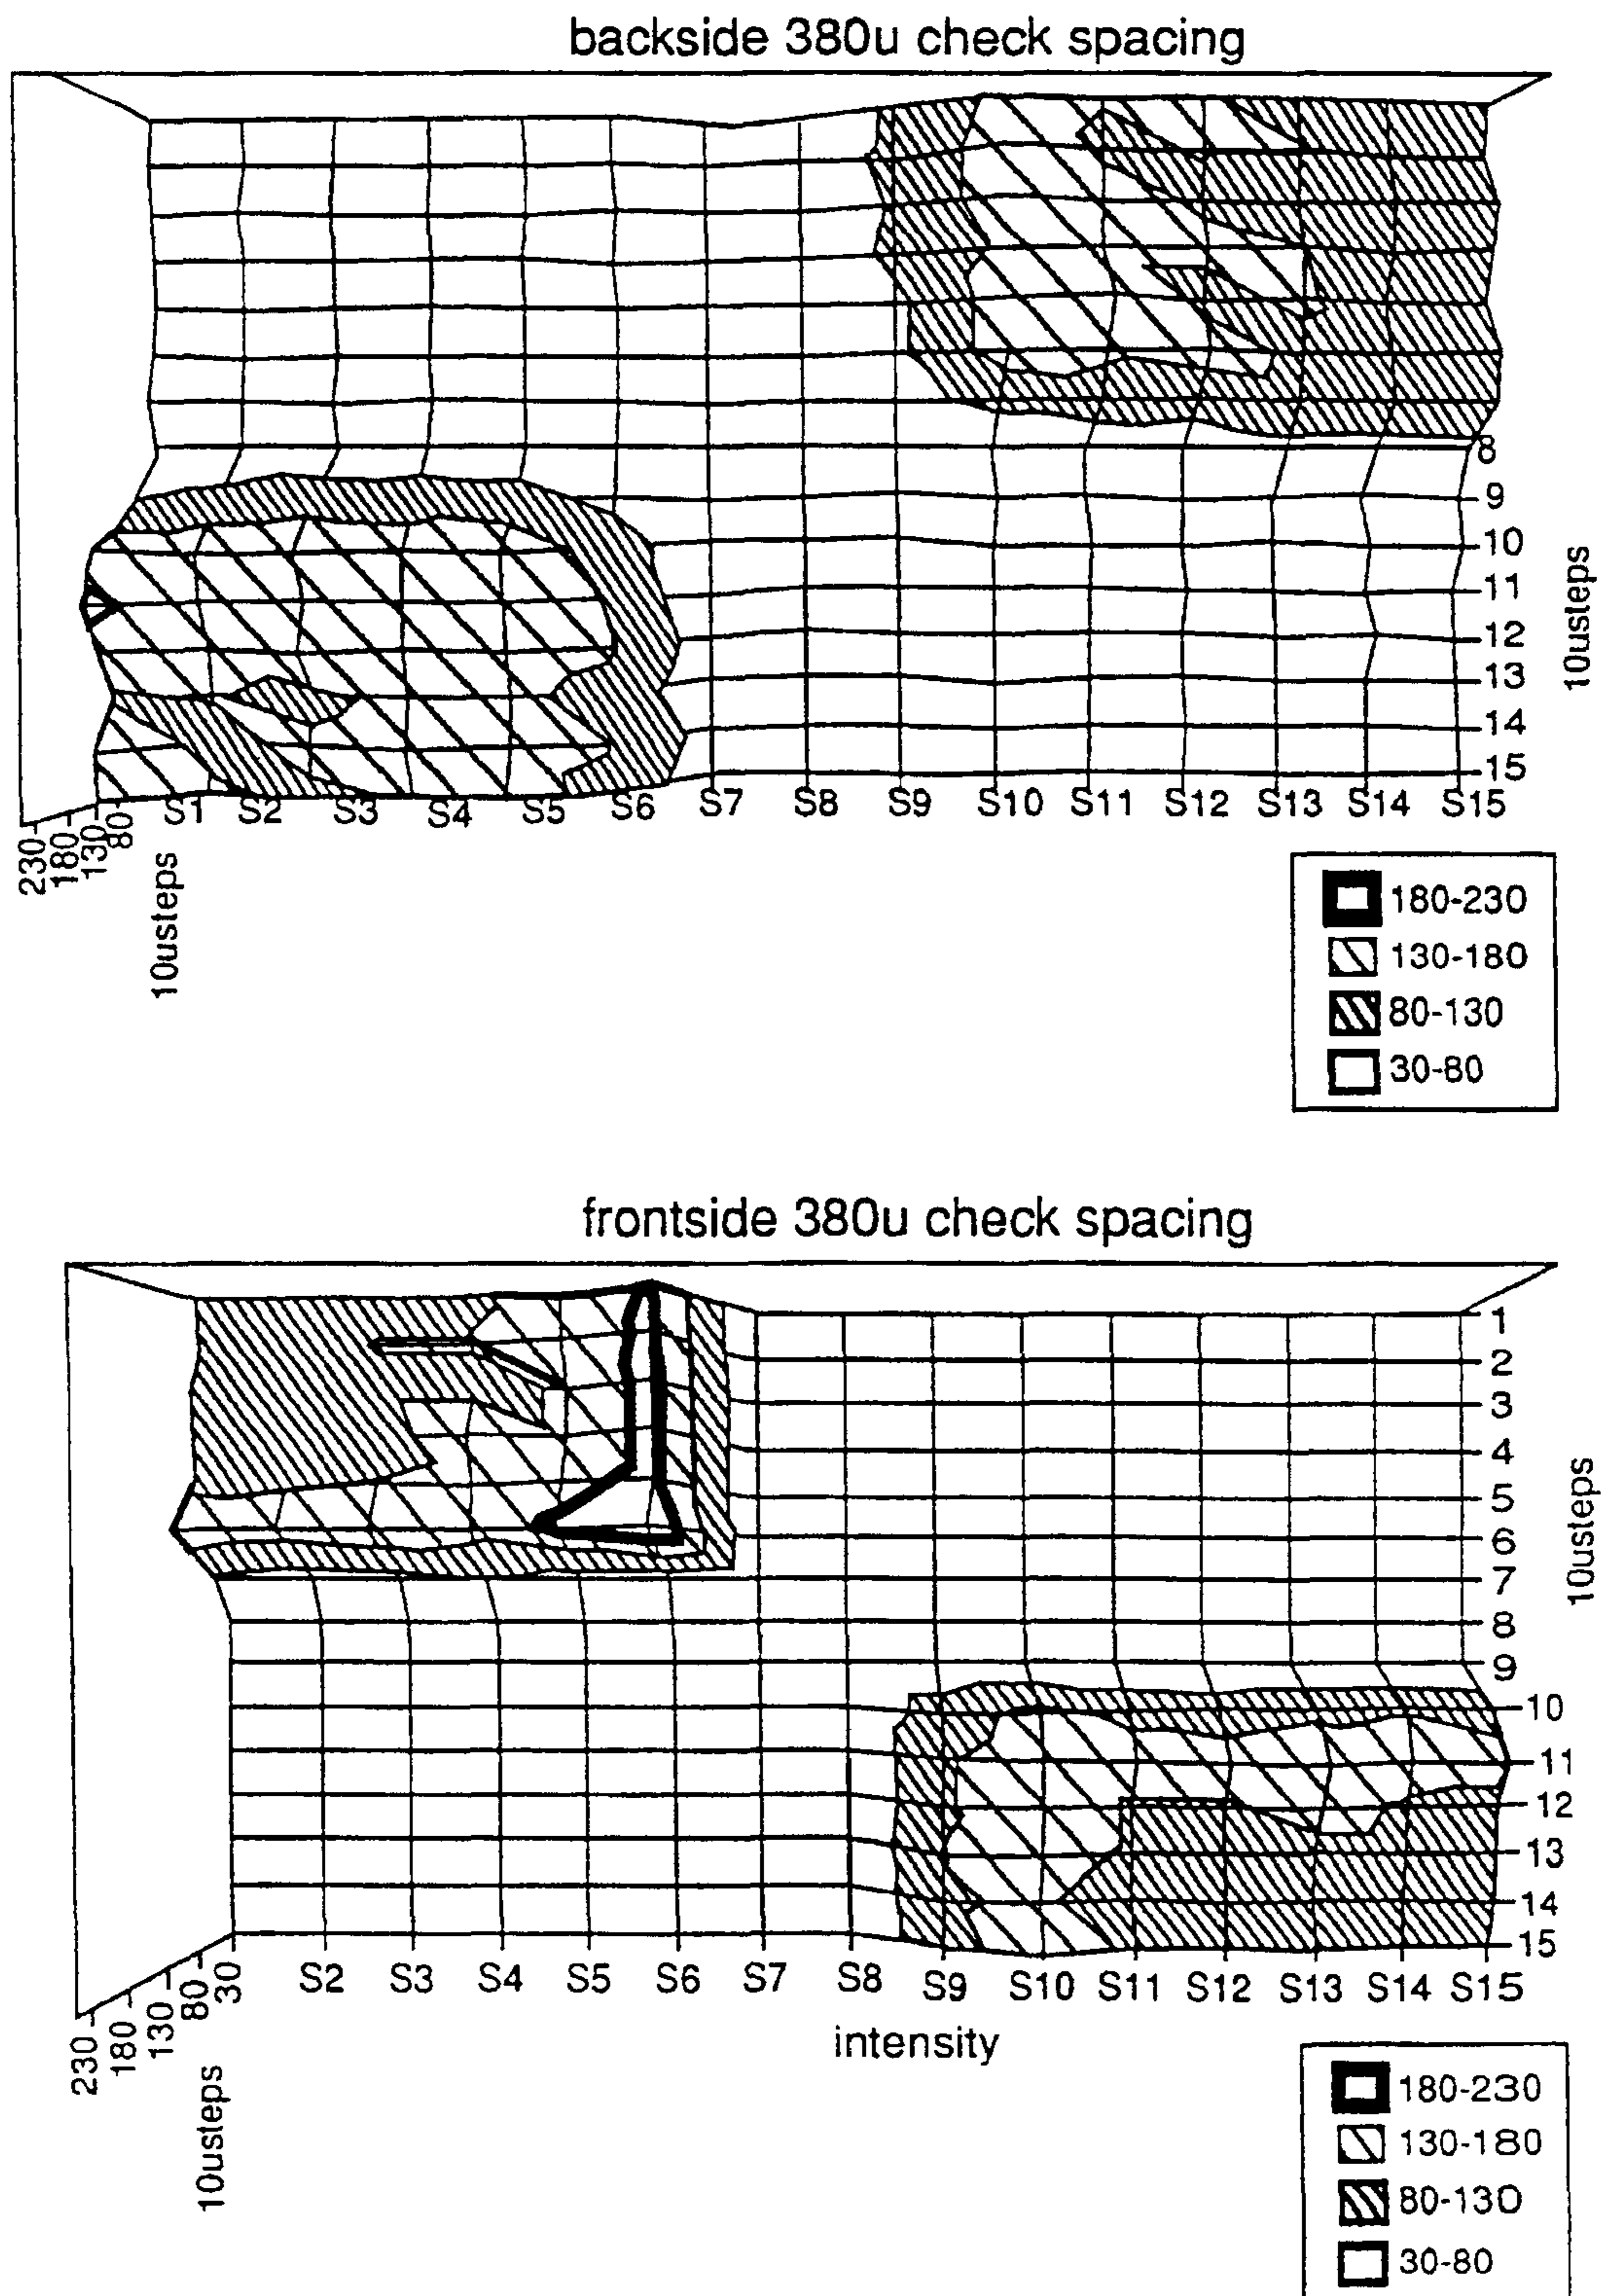 backside 380u check spacing
8
9
10
11
12
13
14
15
10usteps
S1 S2 S3 S4 S5 S6 S7 S8 S9 S10 S11 S12 S13 S14 S15
230 180 130 80
10usteps
180-230
130-180
80-130
30-80
frontside 380u check spacing
1
2
3
4
5
6
7
8
9
10
11
12
13
14
15
10usteps
S2 S3 S4 S5 S6 S7 S8 S9 S10 S11 S12 S13 S14 S15
230 180 130 80 30
intensity
10usteps
180-230
130-180
80-130
30-80